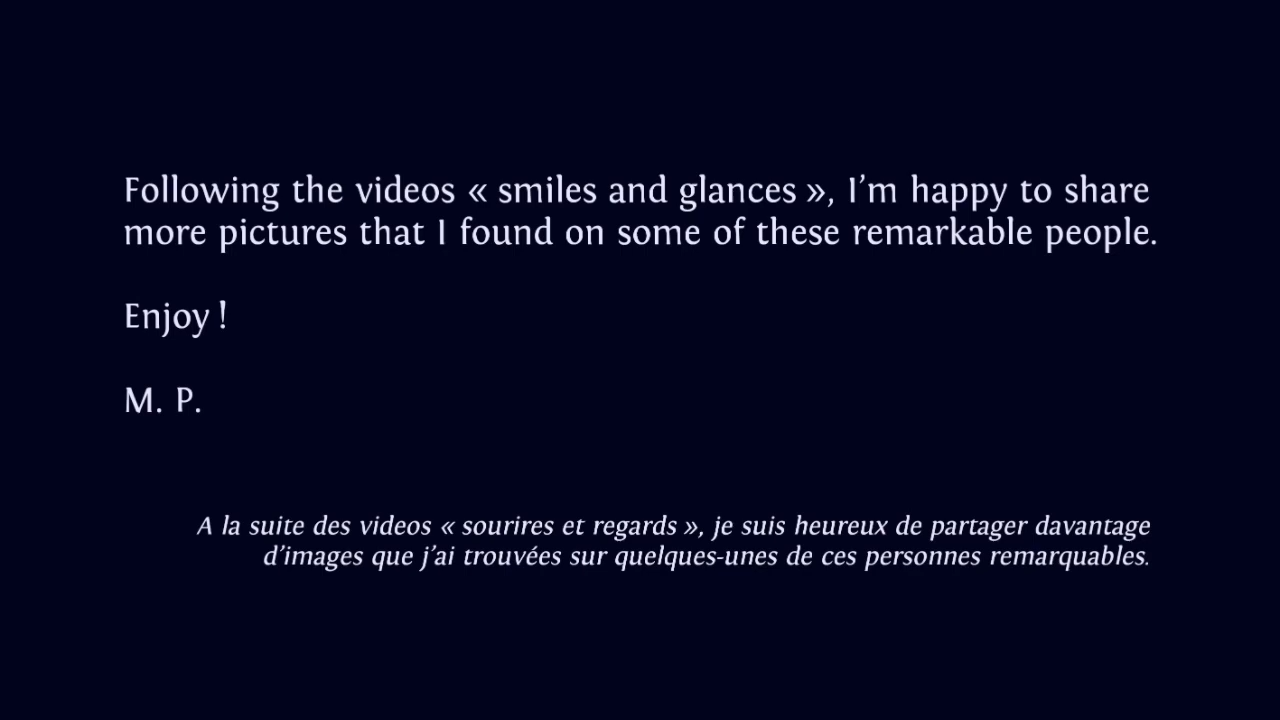 Following the videos « smiles and glances », I’m happy to share
more pictures that I found on some of these remarkable people.
Enjoy !
M. P.
A la suite des videos « sourires et regards », je suis heureux de partager davantage
d’images que j’ai trouvées sur quelques-unes de ces personnes remarquables.